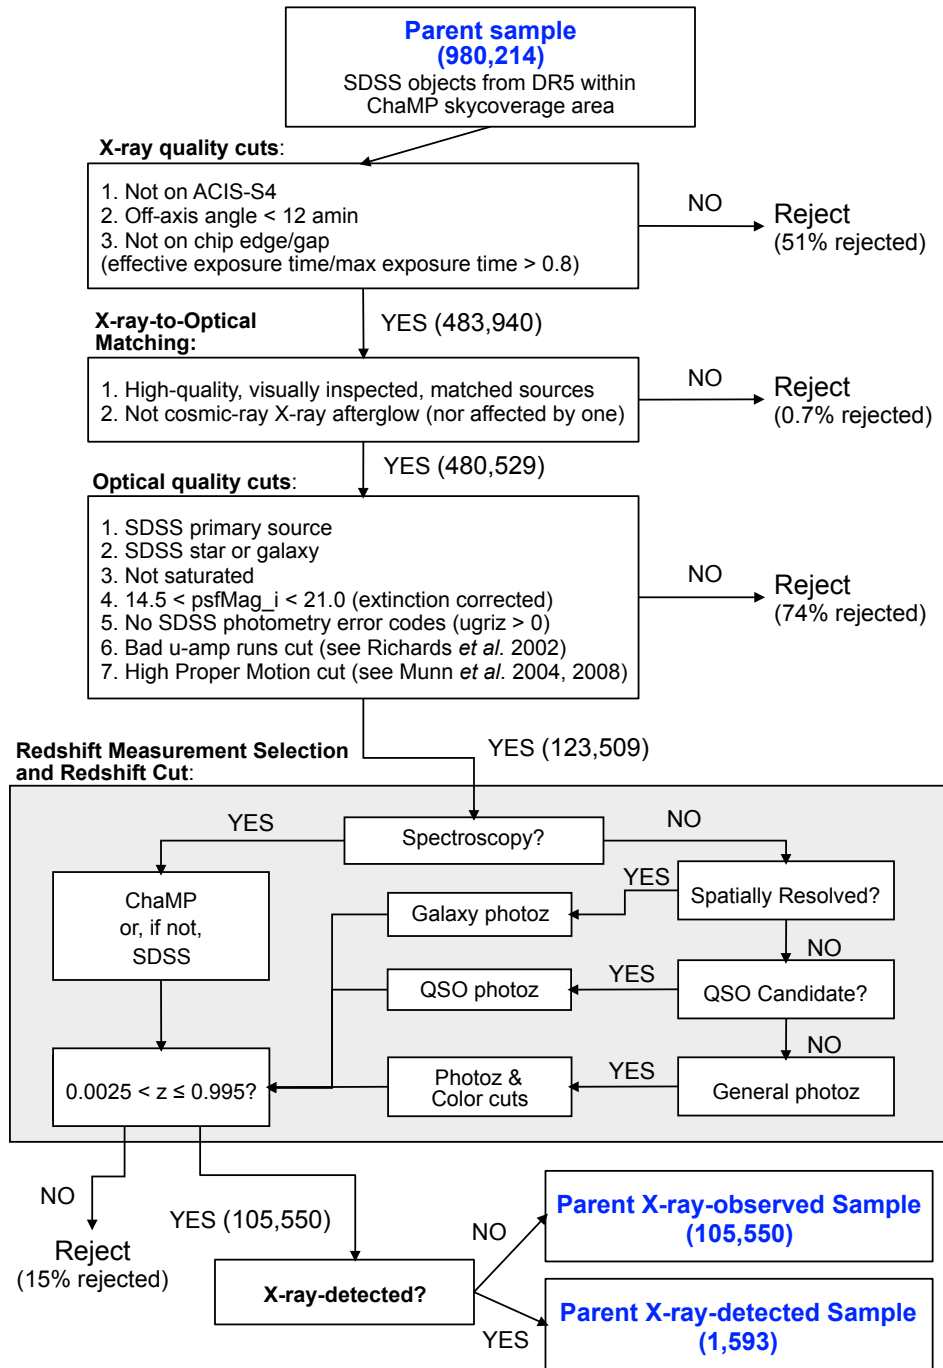 Parent sample
(980,214)
SDSS objects from DR5 within
ChaMP skycoverage area
X-ray quality cuts:
1. Not on ACIS-S4
2. Off-axis angle < 12 amin
3. Not on chip edge/gap
(effective exposure time/max exposure time > 0.8)
NO
Reject
(51% rejected)
YES (483,940)
X-ray-to-Optical
Matching:
1. High-quality, visually inspected, matched sources
2. Not cosmic-ray X-ray afterglow (nor affected by one)
NO
Reject
(0.7% rejected)
YES (480,529)
Optical quality cuts:
1. SDSS primary source
2. SDSS star or galaxy
3. Not saturated
4. 14.5 < psfMag_i < 21.0 (extinction corrected)
5. No SDSS photometry error codes (ugriz > 0)
6. Bad u-amp runs cut (see Richards et al. 2002)
7. High Proper Motion cut (see Munn et al. 2004, 2008)
NO
Reject
(74% rejected)
YES (123,509)
Redshift Measurement Selection
and Redshift Cut:
Spectroscopy?
YES
NO
ChaMP
or, if not,
SDSS
Spatially Resolved?
YES
Galaxy photoz
NO
QSO Candidate?
YES
QSO photoz
NO
General photoz
YES
Photoz &
Color cuts
0.0025 < z ≤ 0.995?
NO
Reject
(15% rejected)
YES (105,550)
X-ray-detected?
NO
Parent X-ray-observed Sample
(105,550)
YES
Parent X-ray-detected Sample
(1,593)